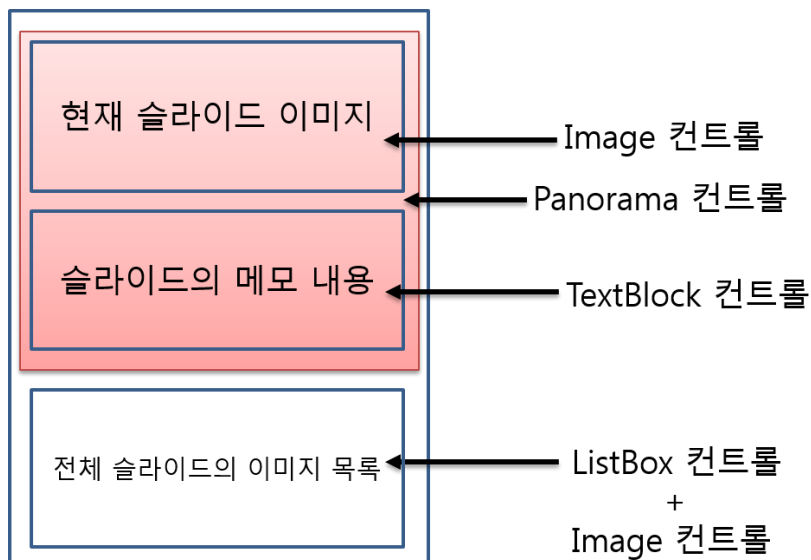 현재 슬라이드 이미지
Image 컨트롤
Panorama 컨트롤
슬라이드의 메모 내용
TextBlock 컨트롤
전체 슬라이드의 이미지 목록
ListBox 컨트롤
+
Image 컨트롤